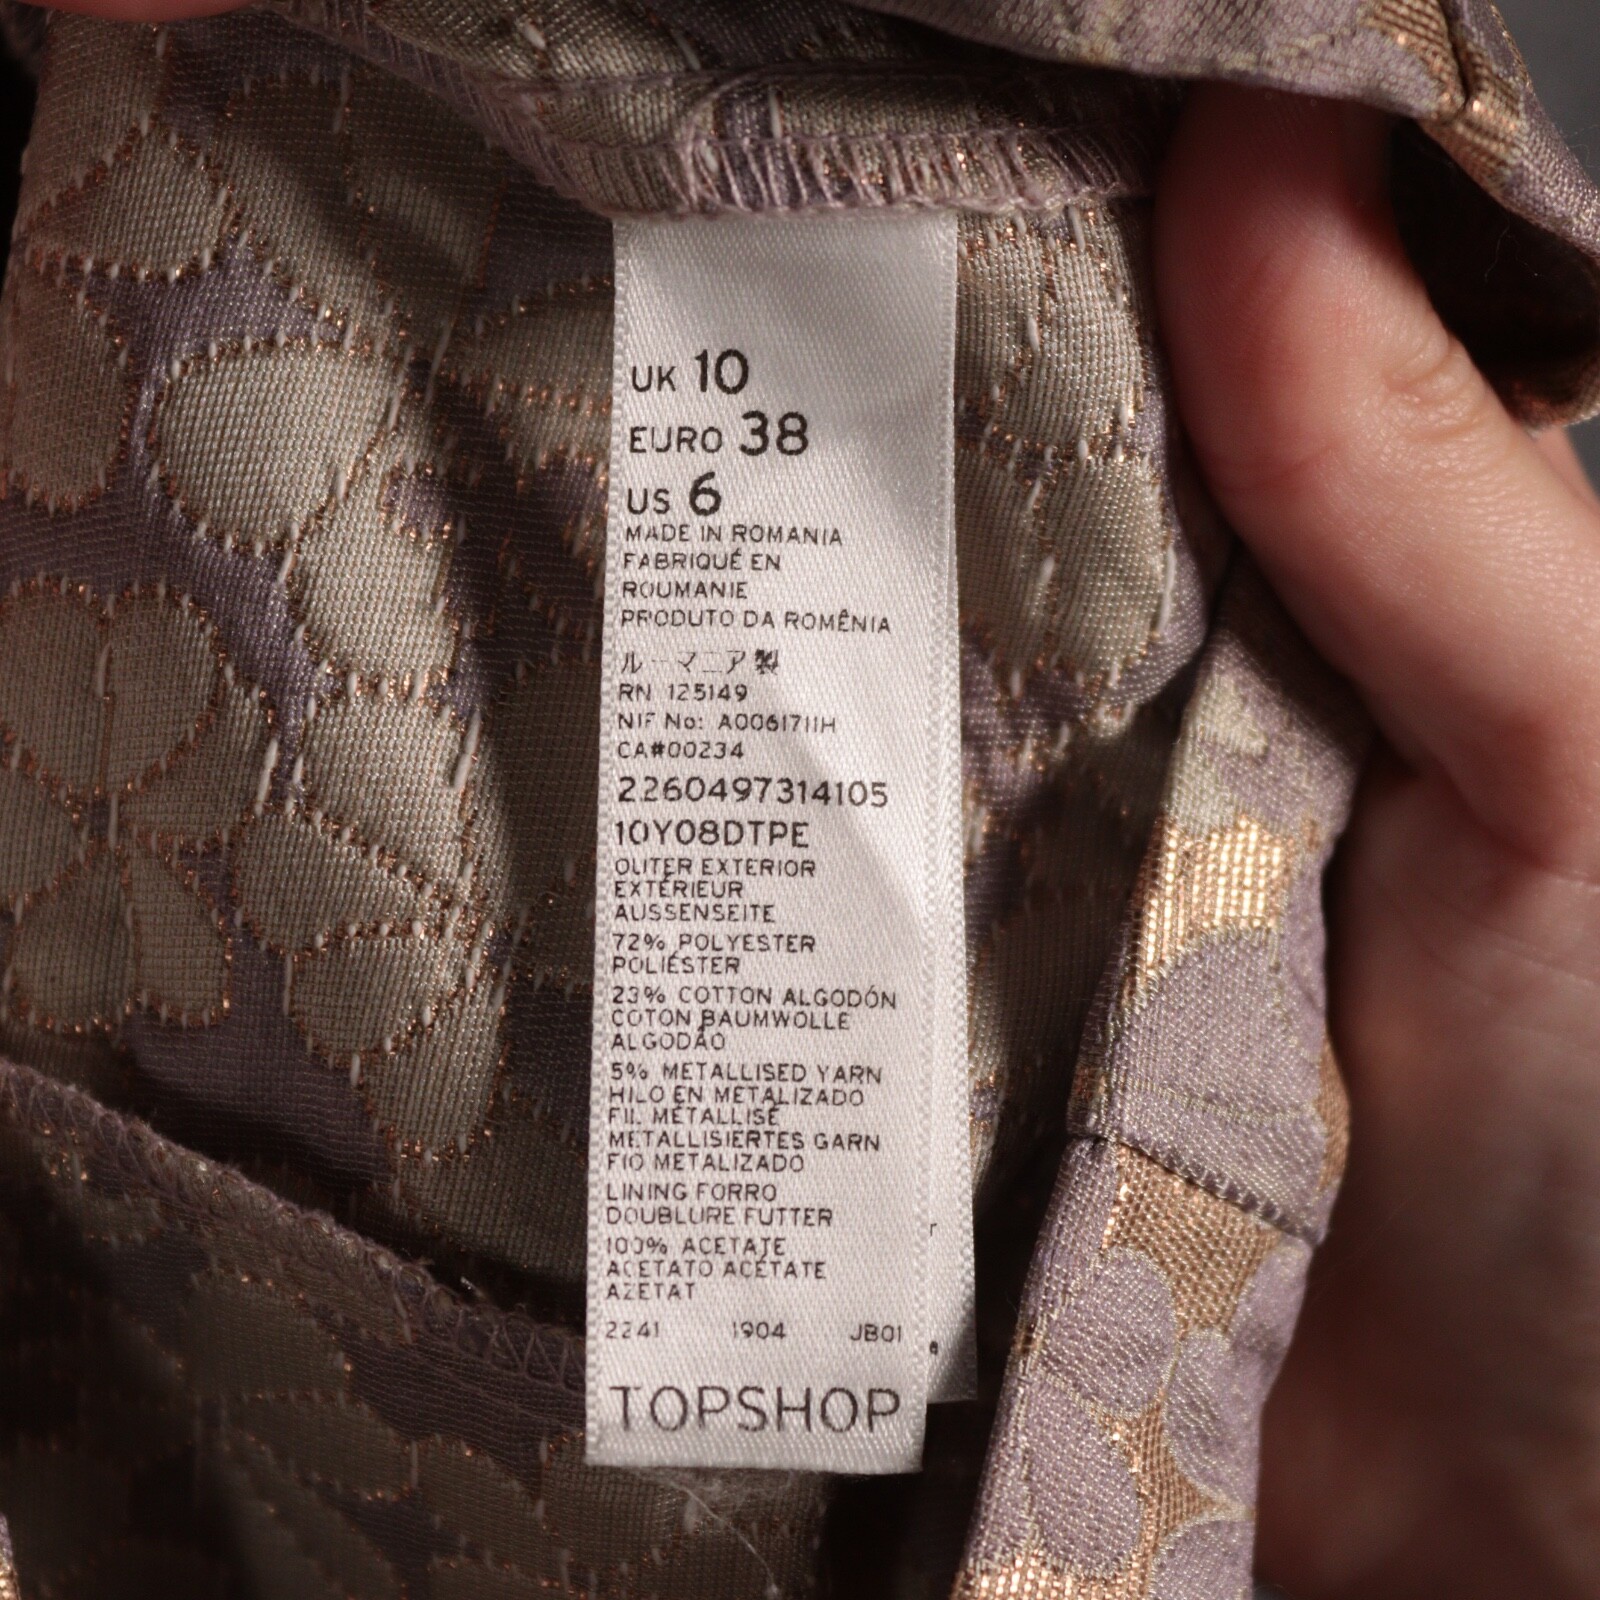 UK 10
EURO 38
US 6
MADE IN ROMANIA
FABRIQUÉ EN
ROUMANIE
PRODUTO DA ROMÊNIA
ルーマニア製
RN 125149
NIF No: A0061711H
CA#00234
2260497314105
10Y08DTPE
OUTER EXTERIOR
EXTÉRIEUR
AUSSENSEITE
72% POLYESTER
POLIÉSTER
23% COTTON ALGODÓN
COTON BAUMWOLLE
ALGODÃO
5% METALLISED YARN
HILO EN METALIZADO
FIL MÉTALLISÉ
METALLISIERTES GARN
FIO METALIZADO
LINING FORRO
DOUBLURE FUTTER
100% ACETATE
ACETATO ACÉTATE
AZETAT
2241 1904 JB01
TOPSHOP